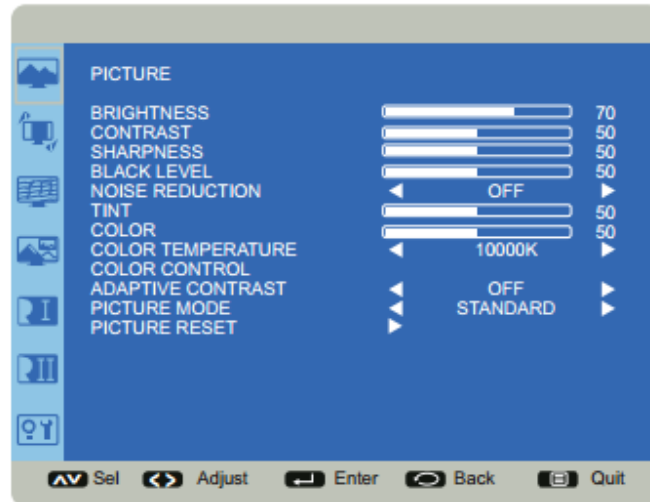 PICTURE
BRIGHTNESS 70
CONTRAST 50
SHARPNESS 50
BLACK LEVEL 50
NOISE REDUCTION OFF
TINT 50
COLOR 50
COLOR TEMPERATURE 10000K
COLOR CONTROL
ADAPTIVE CONTRAST OFF
PICTURE MODE STANDARD
PICTURE RESET
Sel Adjust Enter Back Quit